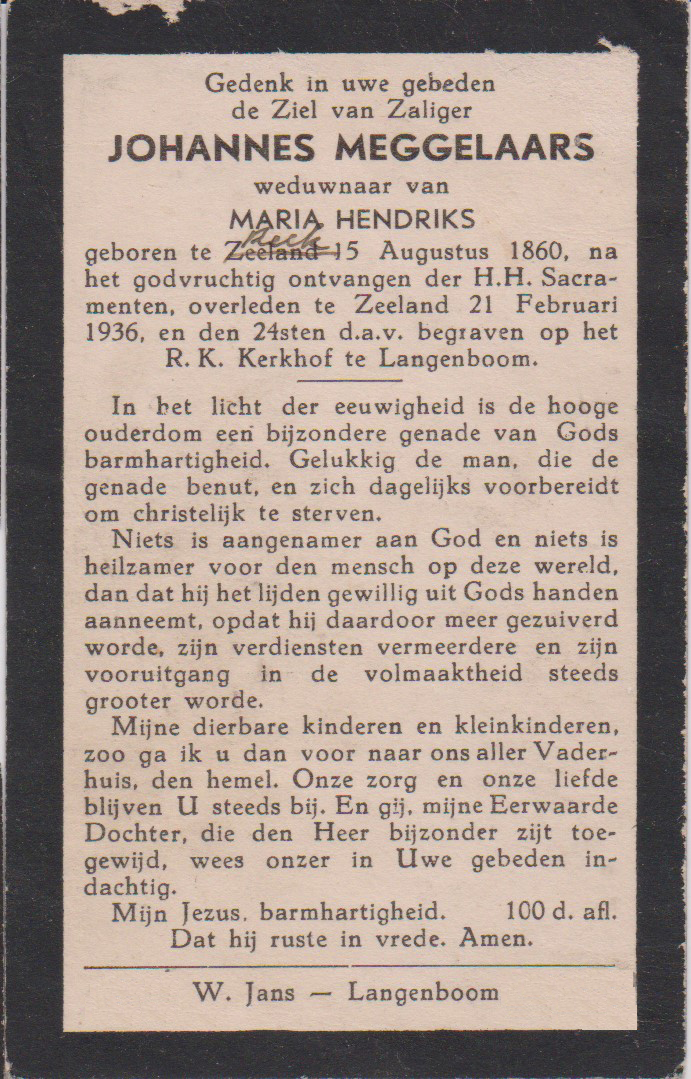 Gedenk in uwe gebeden
de Ziel van Zaliger
JOHANNES MEGGELAARS
weduwnaar van
MARIA HENDRIKS
Reek
geboren te Zeeland 15 Augustus 1860, na
het godvruchtig ontvangen der H.H. Sacra-
menten, overleden te Zeeland 21 Februari
1936, en den 24sten d.a.v. begraven op het
R. K. Kerkhof te Langenboom.
In het licht der eeuwigheid is de hooge
ouderdom een bijzondere genade van Gods
barmhartigheid. Gelukkig de man, die de
genade benut, en zich dagelijks voorbereidt
om christelijk te sterven.
Niets is aangenamer aan God en niets is
heilzamer voor den mensch op deze wereld,
dan dat hij het lijden gewillig uit Gods handen
aanneemt, opdat hij daardoor meer gezuiverd
worde, zijn verdiensten vermeerdere en zijn
vooruitgang in de volmaaktheid steeds
grooter worde.
Mijne dierbare kinderen en kleinkinderen,
zoo ga ik u dan voor naar ons aller Vader-
huis, den hemel. Onze zorg en onze liefde
blijven U steeds bij. En gij, mijne Eerwaarde
Dochter, die den Heer bijzonder zijt toe-
gewijd, wees onzer in Uwe gebeden in-
dachtig.
Mijn Jezus, barmhartigheid. 100 d. afl.
Dat hij ruste in vrede. Amen.
W. Jans — Langenboom